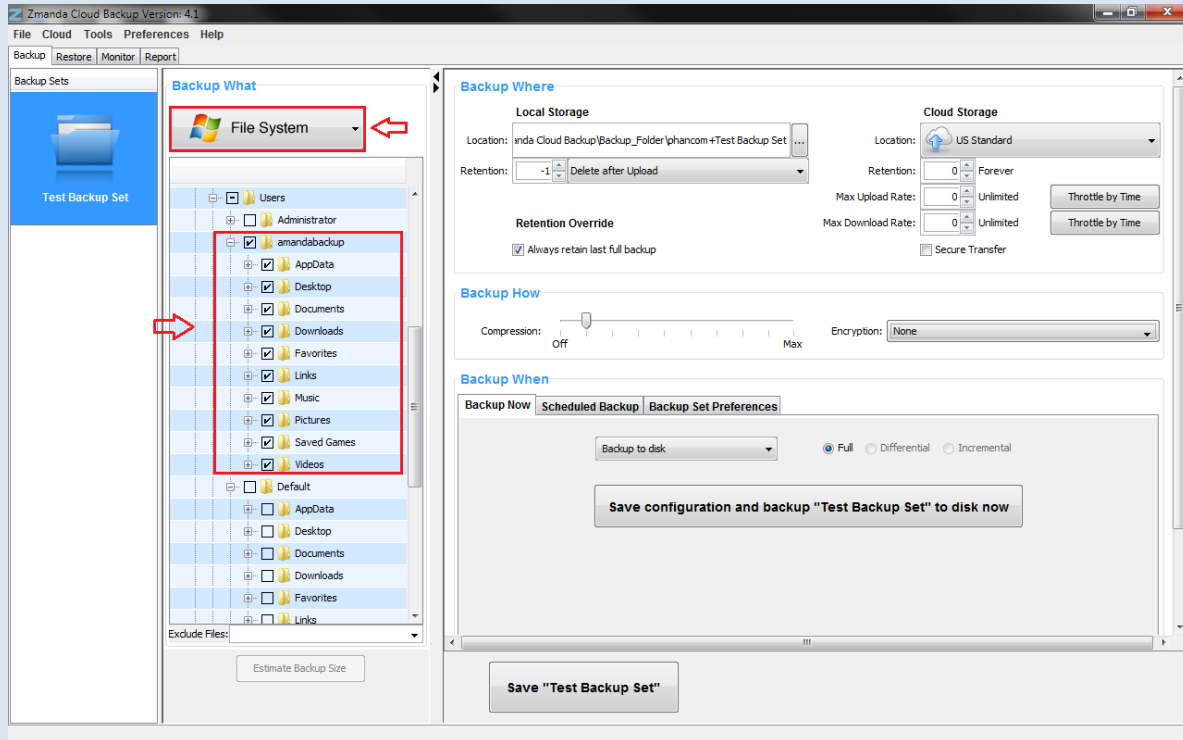 Zmanda Cloud Backup Version: 4.1
File Cloud Tools Preferences Help
Backup Restore Monitor Report
Backup Sets
Test Backup Set
Backup What
File System
Users
Administrator
amandabackup
AppData
Desktop
Documents
Downloads
Favorites
Links
Music
Pictures
Saved Games
Videos
Default
AppData
Desktop
Documents
Downloads
Favorites
Links
Exclude Files:
Estimate Backup Size
Backup Where
Local Storage
Location: nda Cloud Backup\Backup_Folder\phancom+Test Backup Set ...
Retention: -1 Delete after Upload
Retention Override
Always retain last full backup
Cloud Storage
Location: US Standard
Retention: 0 Forever
Max Upload Rate: 0 Unlimited Throttle by Time
Max Download Rate: 0 Unlimited Throttle by Time
Secure Transfer
Backup How
Compression:
Off Max
Encryption: None
Backup When
Backup Now Scheduled Backup Backup Set Preferences
Backup to disk Full Differential Incremental
Save configuration and backup "Test Backup Set" to disk now
Save "Test Backup Set"